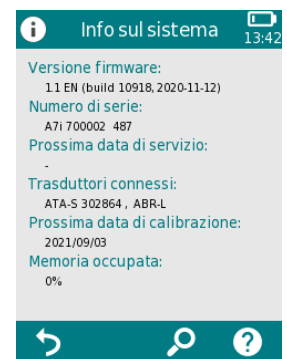 i Info sul sistema
13:42
Versione firmware:
1.1 EN (build 10918, 2020-11-12)
Numero di serie:
A7i 700002 487
Prossima data di servizio:
-
Trasduttori connessi:
ATA-S 302864 , ABR-L
Prossima data di calibrazione:
2021/09/03
Memoria occupata:
0%
?